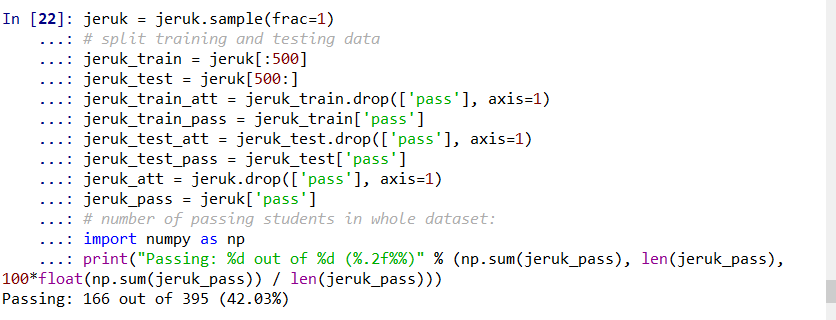 In [22]: jeruk = jeruk.sample(frac=1)
...: # split training and testing data
...: jeruk_train = jeruk[:500]
...: jeruk_test = jeruk[500:]
...: jeruk_train_att = jeruk_train.drop(['pass'], axis=1)
...: jeruk_train_pass = jeruk_train['pass']
...: jeruk_test_att = jeruk_test.drop(['pass'], axis=1)
...: jeruk_test_pass = jeruk_test['pass']
...: jeruk_att = jeruk.drop(['pass'], axis=1)
...: jeruk_pass = jeruk['pass']
...: # number of passing students in whole dataset:
...: import numpy as np
...: print("Passing: %d out of %d (%.2f%%)" % (np.sum(jeruk_pass), len(jeruk_pass),
100*float(np.sum(jeruk_pass)) / len(jeruk_pass)))
Passing: 166 out of 395 (42.03%)